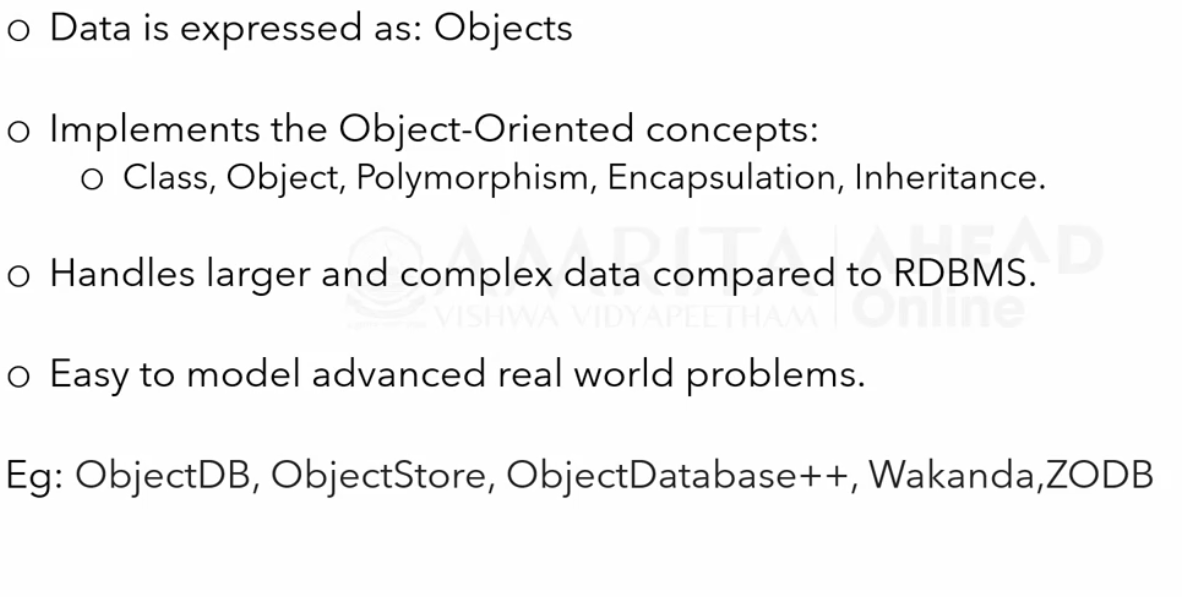 o Data is expressed as: Objects
o Implements the Object-Oriented concepts:
o Class, Object, Polymorphism, Encapsulation, Inheritance.
o Handles larger and complex data compared to RDBMS.
AMRITA AHEAD
VISHWA VIDYAPEETHAM Online
o Easy to model advanced real world problems.
Eg: ObjectDB, ObjectStore, ObjectDatabase++, Wakanda,ZODB